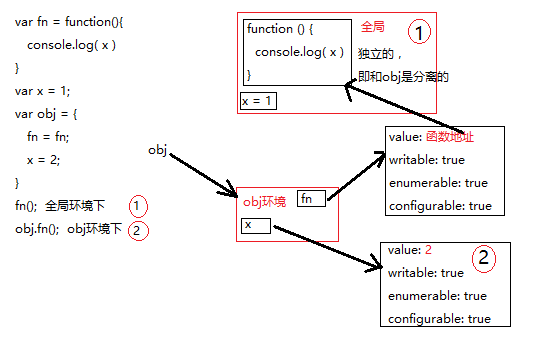 var fn = function(){
console.log( x )
}
var x = 1;
var obj = {
fn = fn;
x = 2;
}
fn(); 全局环境下 1
obj.fn(); obj环境下 2
function () {
console.log( x )
}
x = 1
全局 1
独立的，
即和obj是分离的
obj
obj环境
fn
x
value: 函数地址
writable: true
enumerable: true
configurable: true
value: 2
writable: true
enumerable: true
configurable: true
2